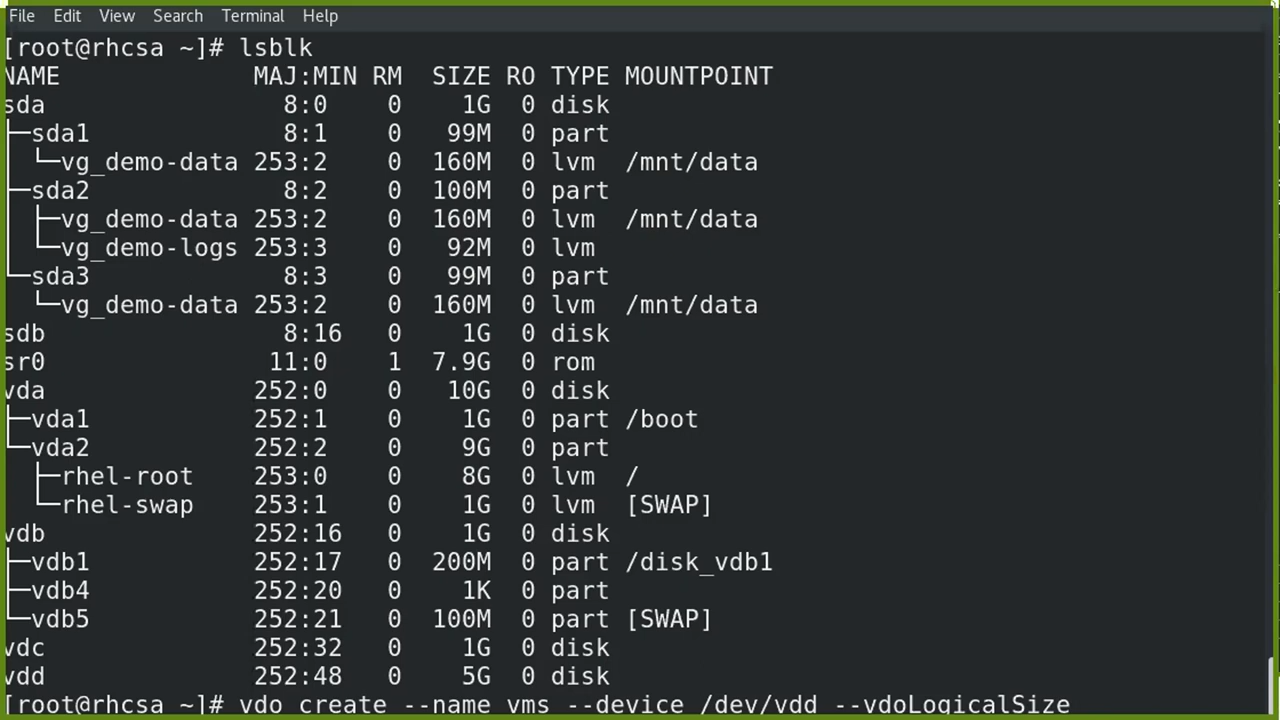 File Edit View Search Terminal Help
[root@rhcsa ~]# lsblk
NAME             MAJ:MIN RM  SIZE RO TYPE MOUNTPOINT
sda                8:0    0    1G  0 disk
├─sda1             8:1    0   99M  0 part
│ └─vg_demo-data 253:2    0  160M  0 lvm  /mnt/data
├─sda2             8:2    0  100M  0 part
│ ├─vg_demo-data 253:2    0  160M  0 lvm  /mnt/data
│ └─vg_demo-logs 253:3    0   92M  0 lvm
└─sda3             8:3    0   99M  0 part
  └─vg_demo-data 253:2    0  160M  0 lvm  /mnt/data
sdb                8:16   0    1G  0 disk
sr0               11:0    1  7.9G  0 rom
vda              252:0    0   10G  0 disk
├─vda1           252:1    0    1G  0 part /boot
└─vda2           252:2    0    9G  0 part
  ├─rhel-root    253:0    0    8G  0 lvm  /
  └─rhel-swap    253:1    0    1G  0 lvm  [SWAP]
vdb              252:16   0    1G  0 disk
├─vdb1           252:17   0  200M  0 part /disk_vdb1
├─vdb4           252:20   0    1K  0 part
└─vdb5           252:21   0  100M  0 part [SWAP]
vdc              252:32   0    1G  0 disk
vdd              252:48   0    5G  0 disk
[root@rhcsa ~]# vdo create --name vms --device /dev/vdd --vdoLogicalSize